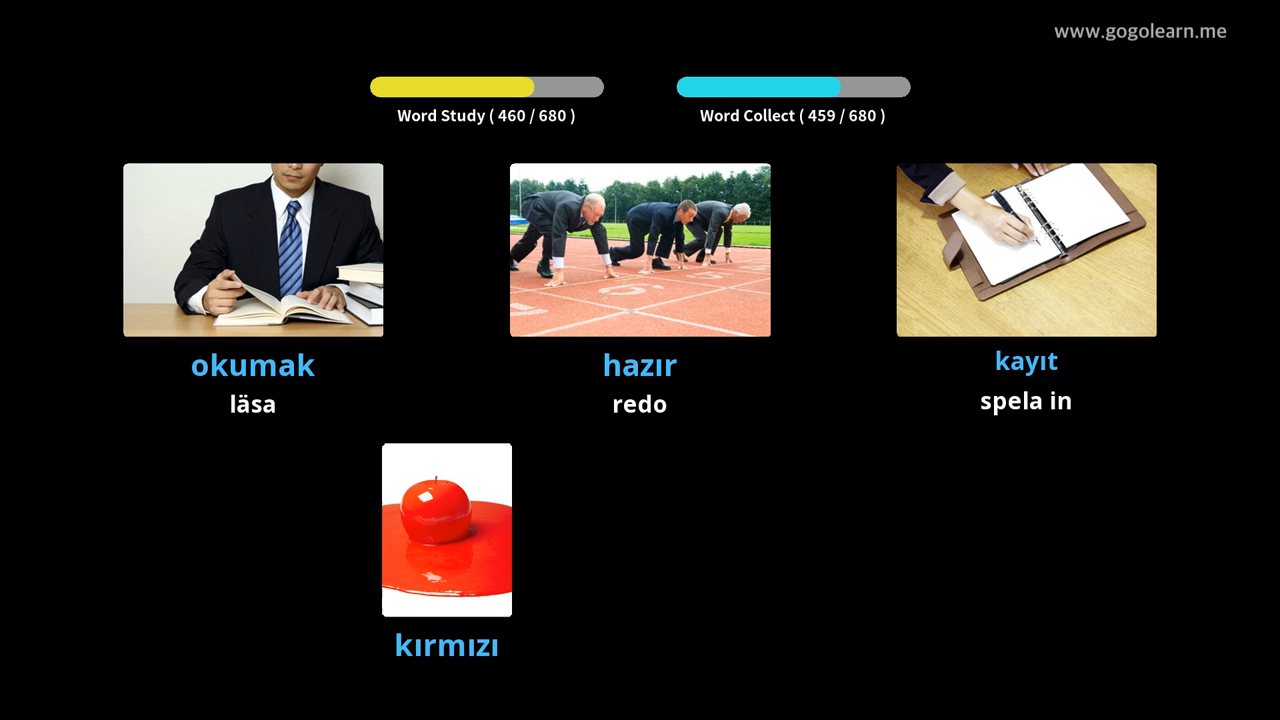 www.gogolearn.me
Word Study ( 460 / 680 )
Word Collect ( 459 / 680 )
okumak
läsa
hazır
redo
kayıt
spela in
kırmızı